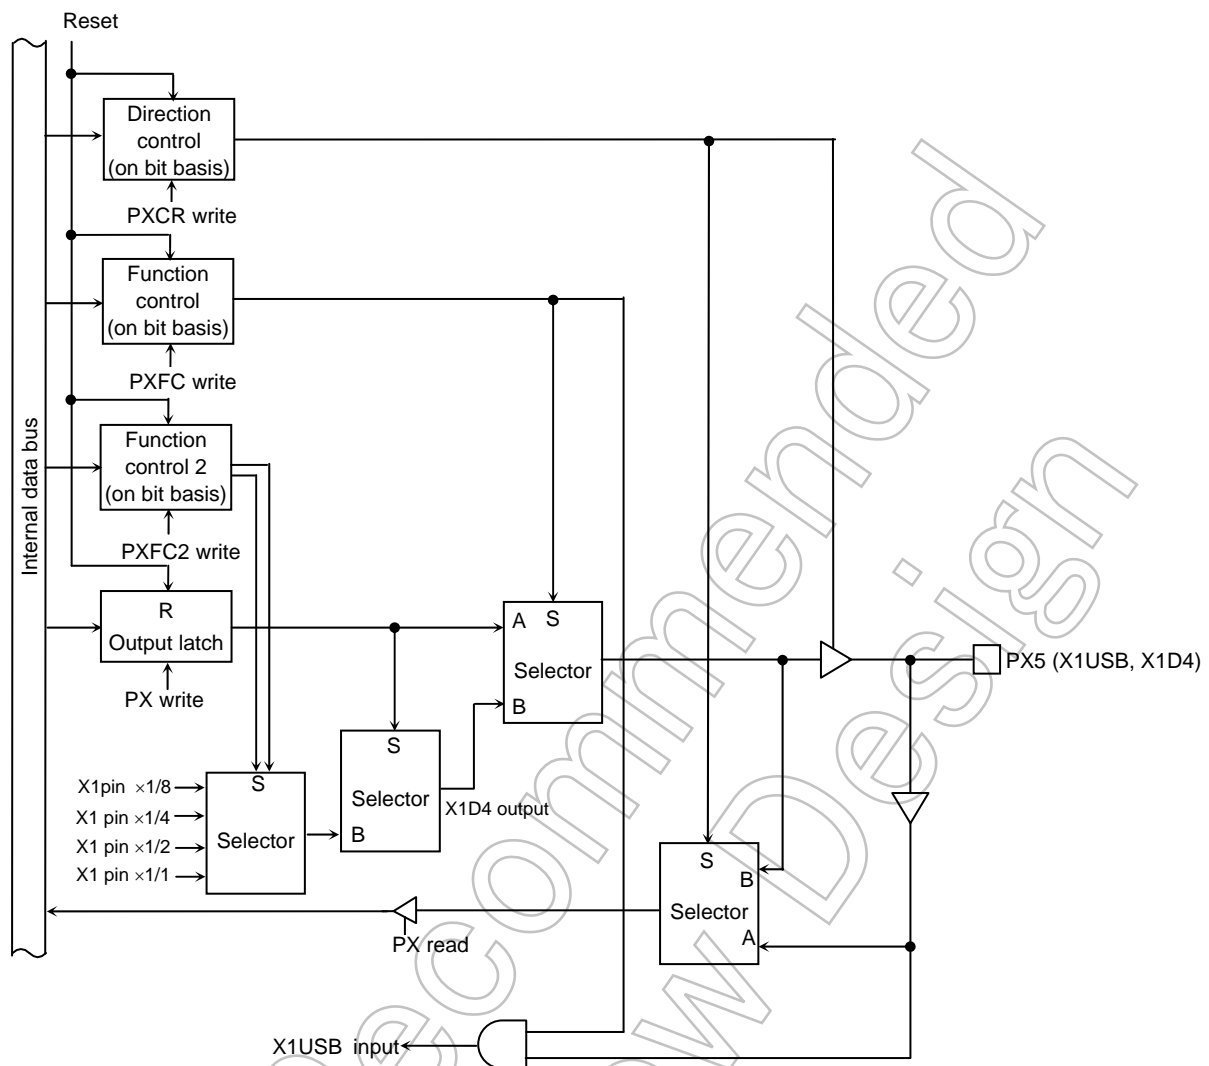 Reset
Direction
control
(on bit basis)
PXCR write
Function
control
(on bit basis)
PXFC write
Internal data bus
Function
control 2
(on bit basis)
PXFC2 write
R
Output latch
PX write
A S
Selector
B
PX5 (X1USB, X1D4)
S
Selector
B
X1D4 output
X1pin ×1/8
X1 pin ×1/4
X1 pin ×1/2
X1 pin ×1/1
S
Selector
S
B
Selector
A
PX read
X1USB input
ecommended
w Design